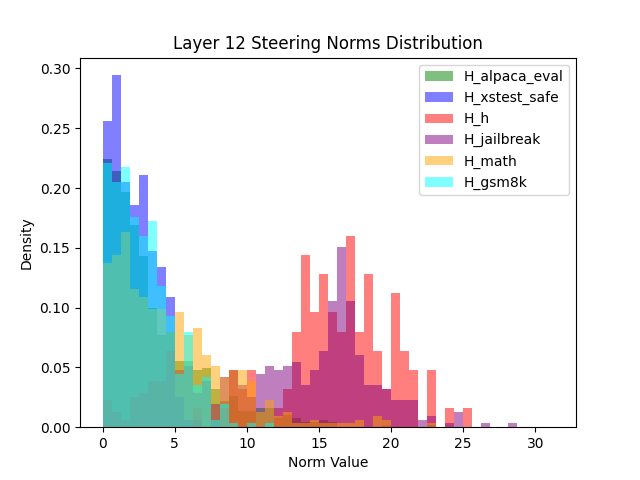 Layer 12 Steering Norms Distribution
H_alpaca_eval
H_xstest_safe
H_h
H_jailbreak
H_math
H_gsm8k
0.30
0.25
0.20
0.15
0.10
0.05
0.00
Density
0 5 10 15 20 25 30
Norm Value